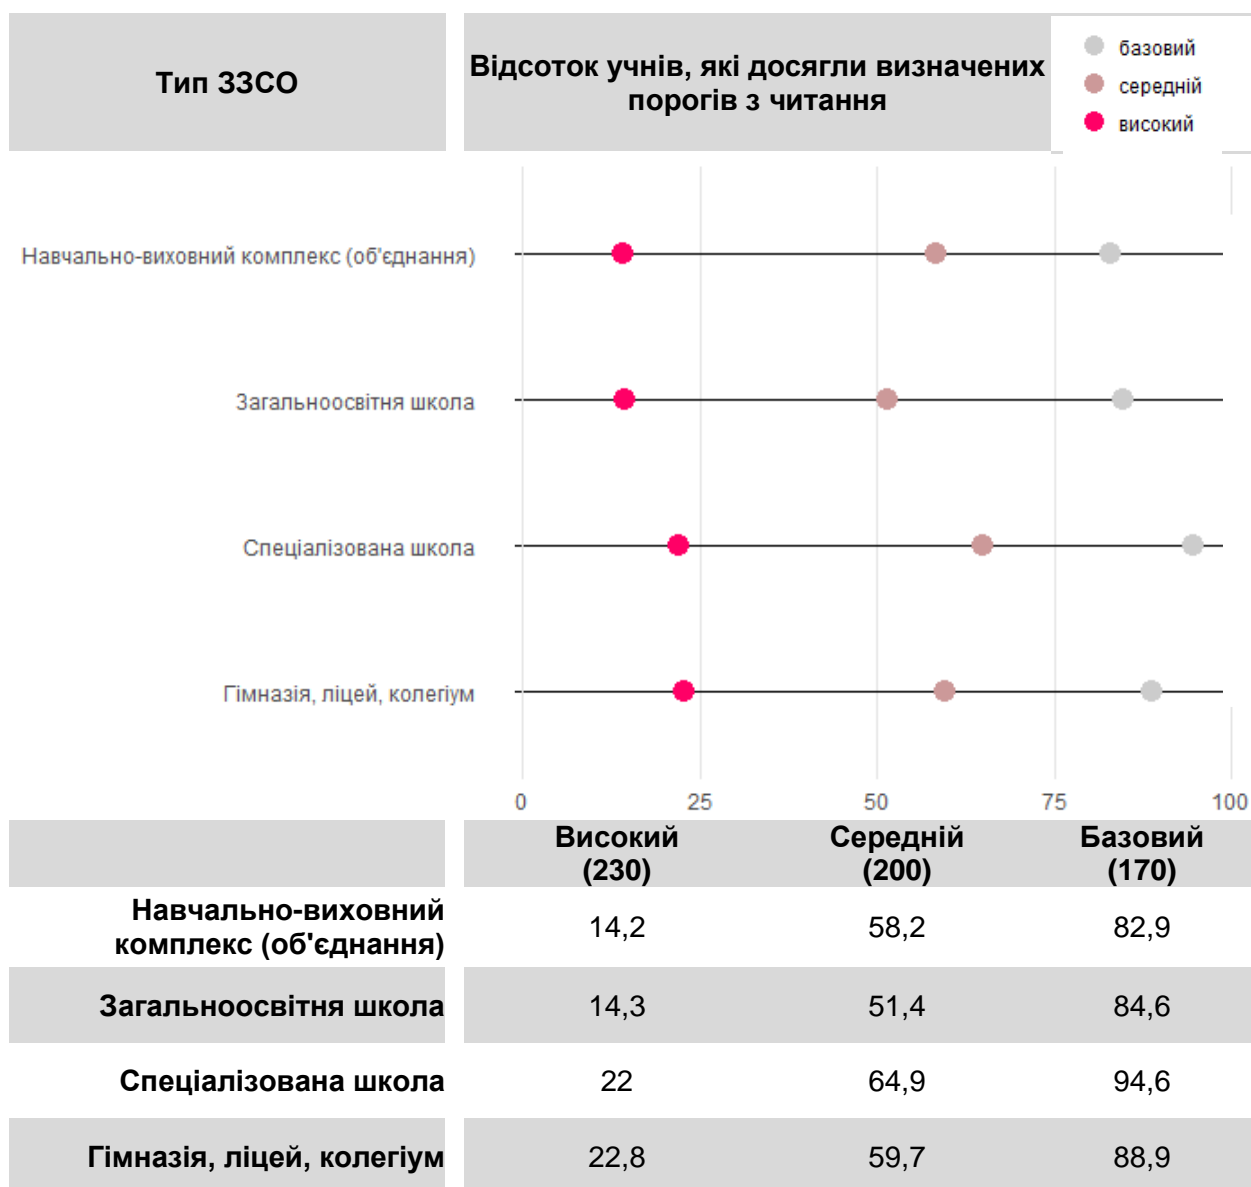 Тип ЗЗСО
Відсоток учнів, які досягли визначених
порогів з читання
базовий
середній
високий
Навчально-виховний комплекс (об'єднання)
Загальноосвітня школа
Спеціалізована школа
Гімназія, ліцей, колегіум
0 25 50 75 100
Високий Середній Базовий
(230) (200) (170)
Навчально-виховний
комплекс (об'єднання) 14,2 58,2 82,9
Загальноосвітня школа 14,3 51,4 84,6
Спеціалізована школа 22 64,9 94,6
Гімназія, ліцей, колегіум 22,8 59,7 88,9